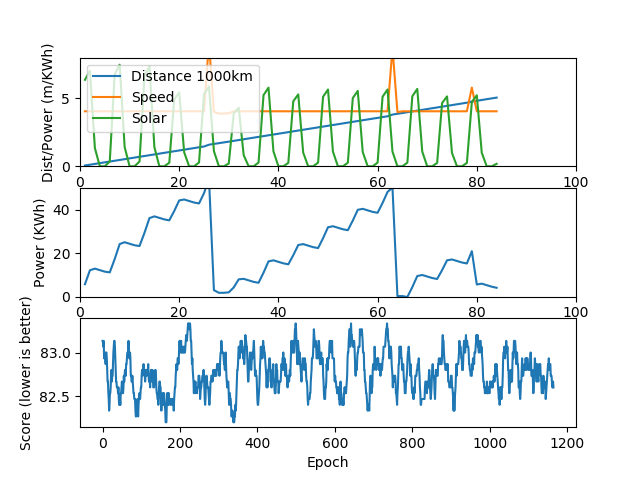 Dist/Power (m/KWh)
5
0
Distance 1000km
Speed
Solar
0 20 40 60 80 100
Power (KWh)
40
20
0
0 20 40 60 80 100
Score (lower is better)
83.0
82.5
0 200 400 600 800 1000 1200
Epoch